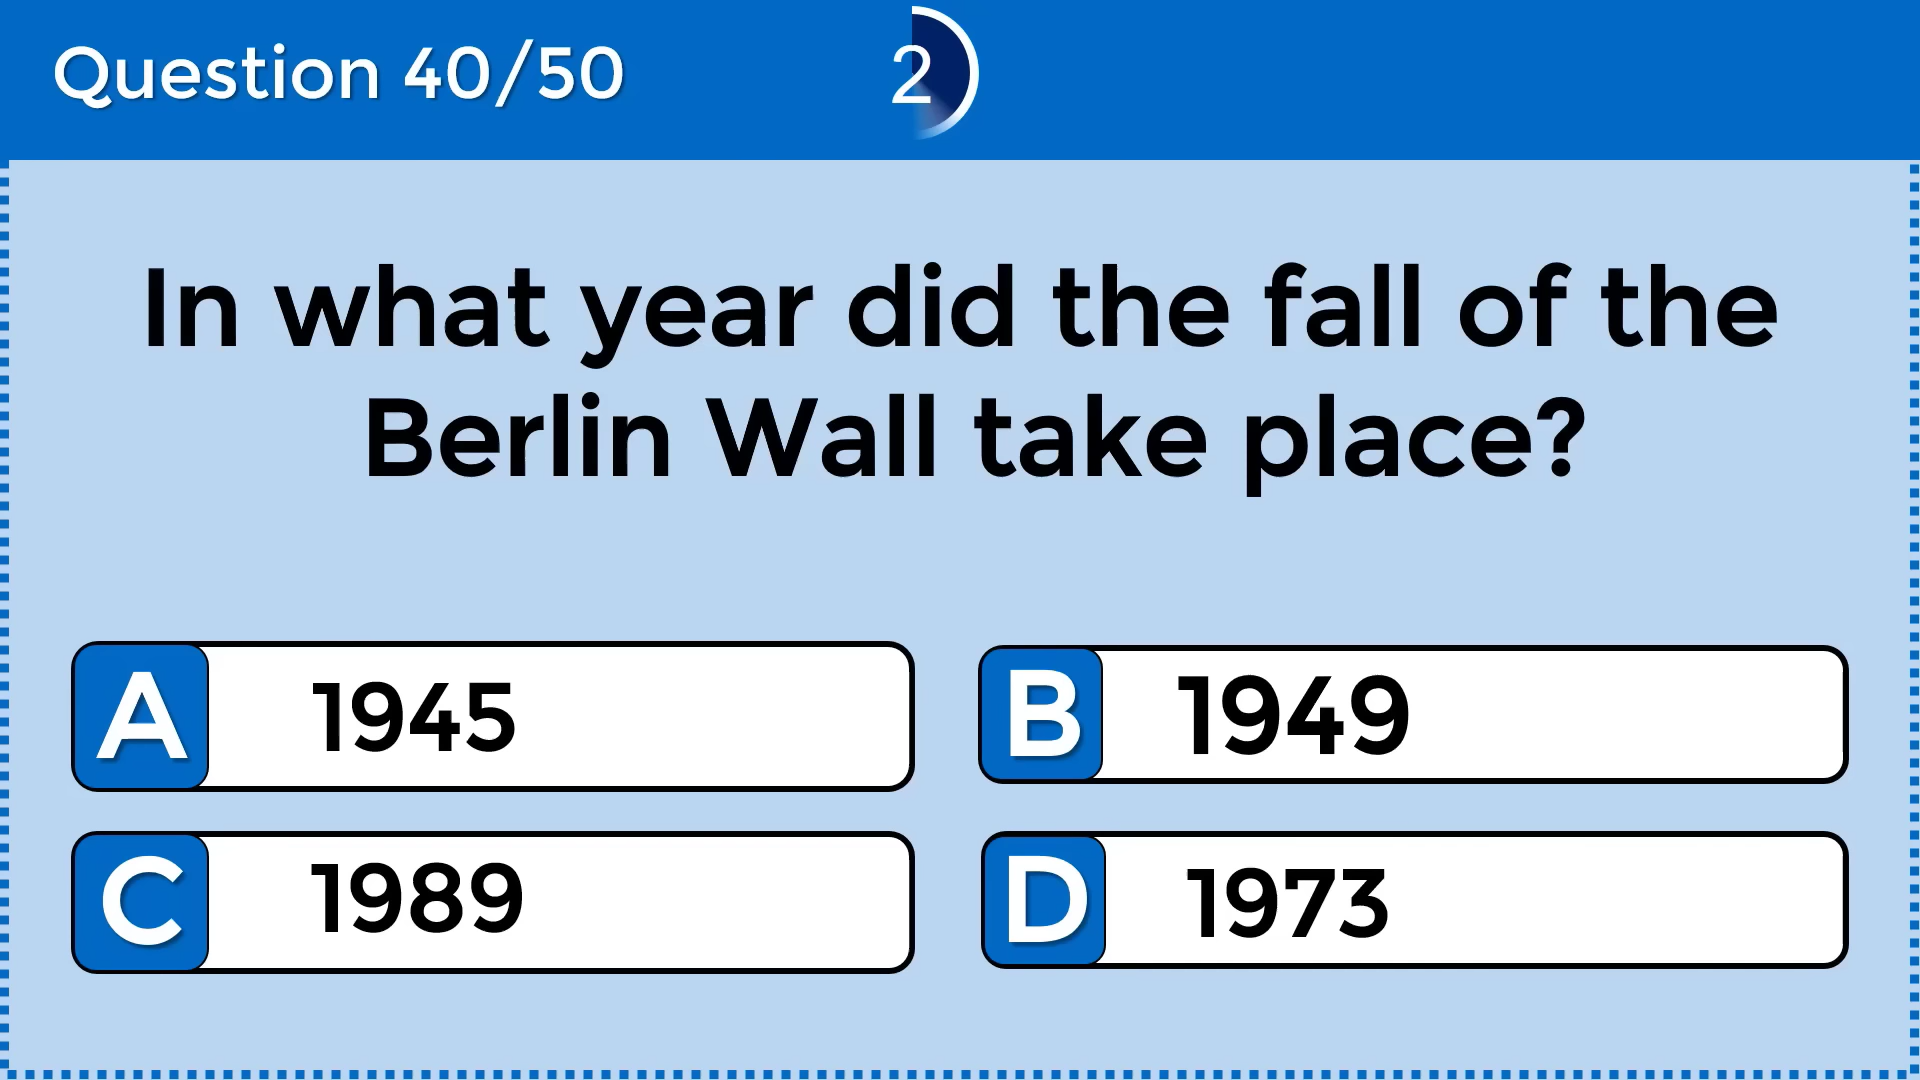 Question 40/50
2
In what year did the fall of the
Berlin Wall take place?
A 1945
B 1949
C 1989
D 1973